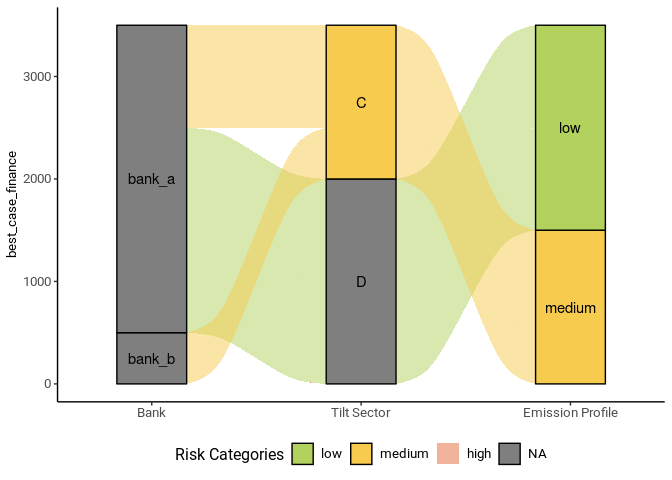 best_case_finance
3000
2000
1000
0
bank_a
bank_b
C
D
low
medium
Bank
Tilt Sector
Emission Profile
Risk Categories
low
medium
high
NA